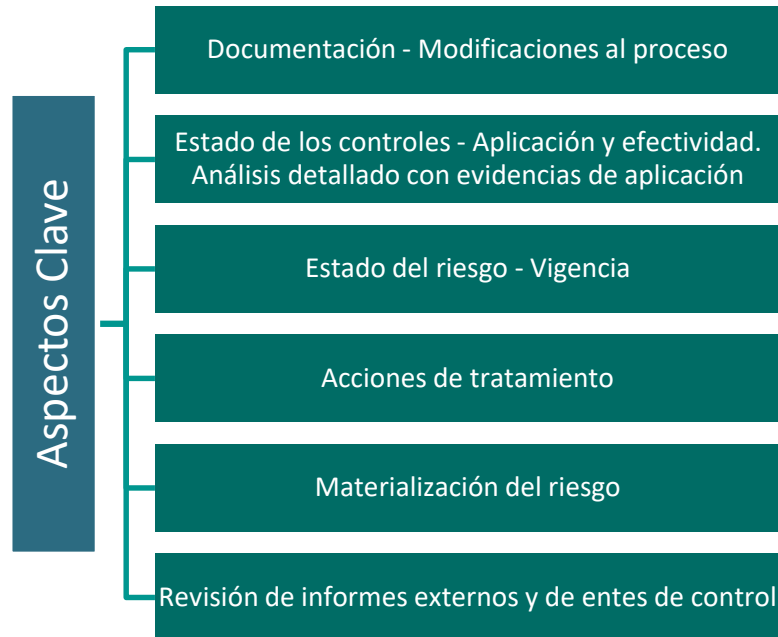 Aspectos Clave
Documentación - Modificaciones al proceso
Estado de los controles - Aplicación y efectividad.
Análisis detallado con evidencias de aplicación
Estado del riesgo - Vigencia
Acciones de tratamiento
Materialización del riesgo
Revisión de informes externos y de entes de control